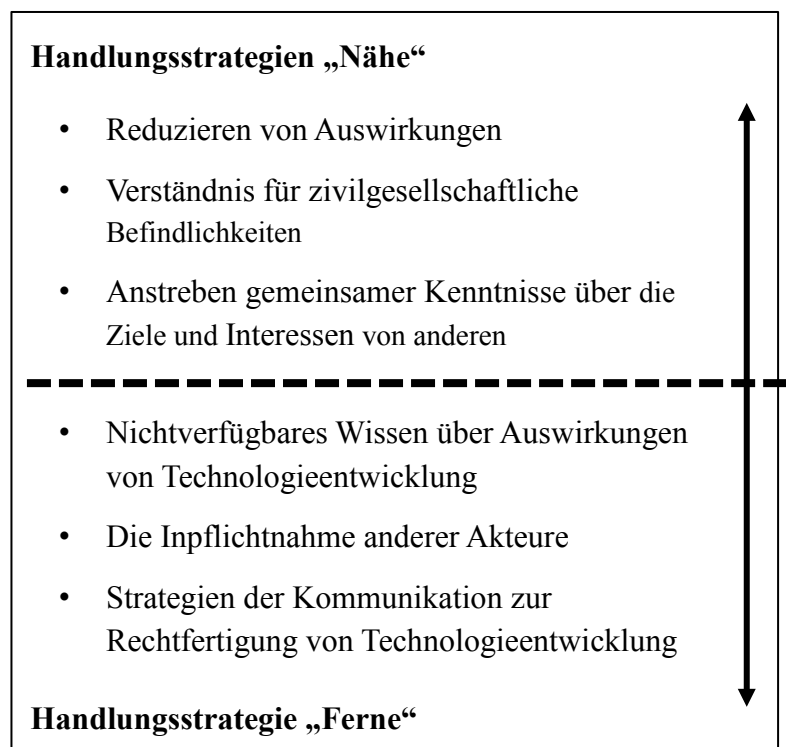 Handlungsstrategien „Nähe“
• Reduzieren von Auswirkungen
• Verständnis für zivilgesellschaftliche
Befindlichkeiten
• Anstreben gemeinsamer Kenntnisse über die
Ziele und Interessen von anderen
• Nichtverfügbares Wissen über Auswirkungen
von Technologieentwicklung
• Die Inpflichtnahme anderer Akteure
• Strategien der Kommunikation zur
Rechtfertigung von Technologieentwicklung
Handlungsstrategie „Ferne“